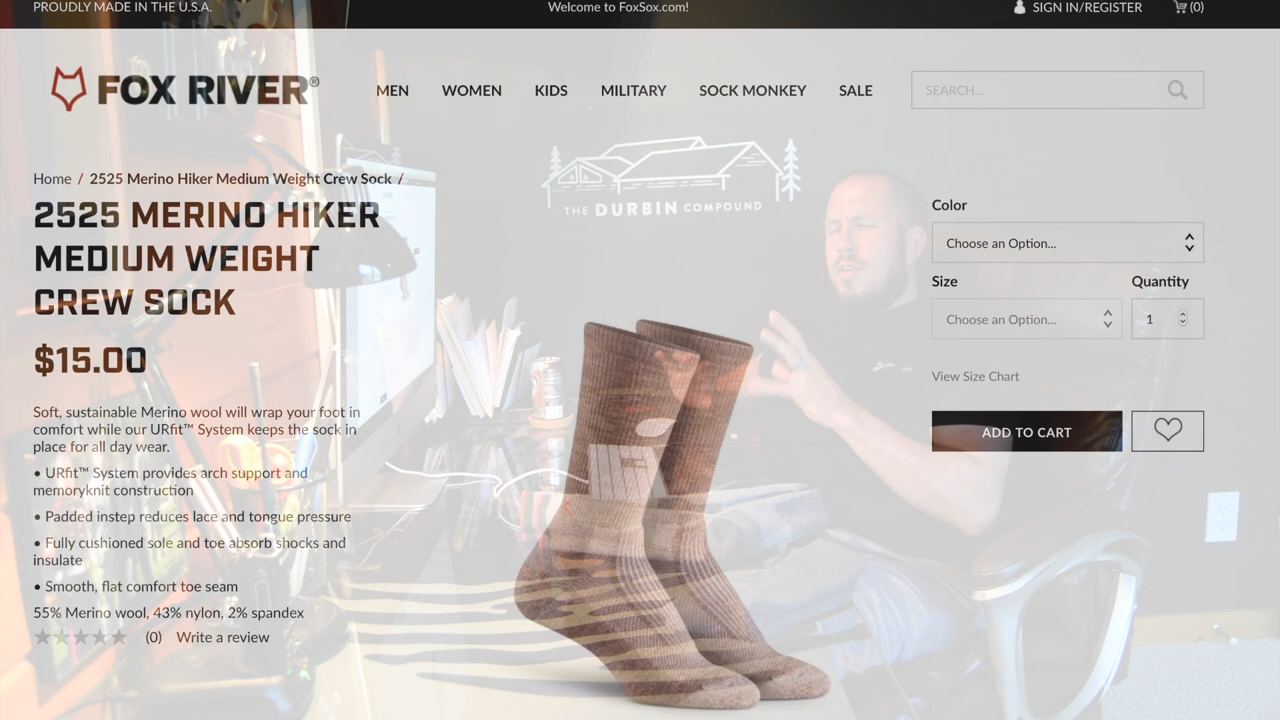 PROUDLY MADE IN THE U.S.A.
Welcome to FoxSox.com!
SIGN IN/REGISTER
(0)
FOX RIVER®
MEN
WOMEN
KIDS
MILITARY
SOCK MONKEY
SALE
SEARCH...
THE DURBIN COMPOUND
Home / 2525 Merino Hiker Medium Weight Crew Sock /
2525 MERINO HIKER
MEDIUM WEIGHT
CREW SOCK
$15.00
Soft, sustainable Merino wool will wrap your foot in
comfort while our URfit™ System keeps the sock in
place for all day wear.
• URfit™ System provides arch support and
memoryknit construction
• Padded instep reduces lace and tongue pressure
• Fully cushioned sole and toe absorb shocks and
insulate
• Smooth, flat comfort toe seam
55% Merino wool, 43% nylon, 2% spandex
(0) Write a review
Color
Choose an Option...
Size
Quantity
Choose an Option...
1
View Size Chart
ADD TO CART